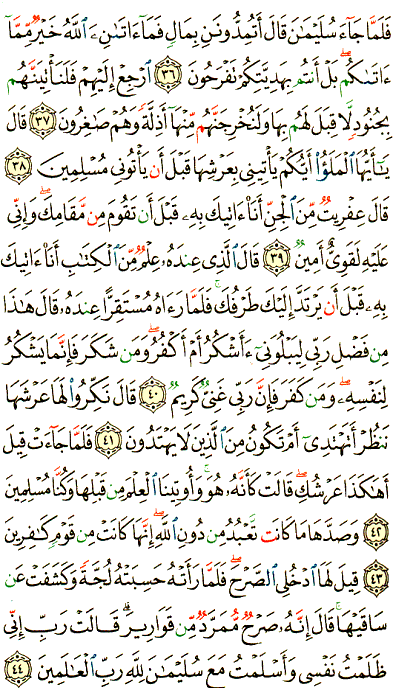 فَلَمَّا جَآءَ سُلَيْمَٰنَ قَالَ أَتُمِدُّونَنِ بِمَالٍ فَمَآ ءَاتَىٰنِۦَ ٱللَّهُ خَيْرٌ مِّمَّآ
ءَاتَىٰكُمۖ بَلْ أَنتُم بِهَدِيَّتِكُمْ تَفْرَحُونَ ﴿٣٦﴾ ٱرْجِعْ إِلَيْهِمْ فَلَنَأْتِيَنَّهُم
بِجُنُودٍ لَّا قِبَلَ لَهُم بِهَا وَلَنُخْرِجَنَّهُم مِّنْهَآ أَذِلَّةً وَهُمْ صَٰغِرُونَ ﴿٣٧﴾ قَالَ
يَٰٓأَيُّهَا ٱلْمَلَؤُا۟ أَيُّكُمْ يَأْتِينِى بِعَرْشِهَا قَبْلَ أَن يَأْتُونِى مُسْلِمِينَ ﴿٣٨﴾
قَالَ عِفْرِيتٌ مِّنَ ٱلْجِنِّ أَنَا۠ ءَاتِيكَ بِهِۦ قَبْلَ أَن تَقُومَ مِن مَّقَامِكَۖ وَإِنِّى
عَلَيْهِ لَقَوِىٌّ أَمِينٌ ﴿٣٩﴾ قَالَ ٱلَّذِى عِندَهُۥ عِلْمٌ مِّنَ ٱلْكِتَٰبِ أَنَا۠ ءَاتِيكَ
بِهِۦ قَبْلَ أَن يَرْتَدَّ إِلَيْكَ طَرْفُكَۚ فَلَمَّا رَءَاهُ مُسْتَقِرًّا عِندَهُۥ قَالَ هَٰذَا
مِن فَضْلِ رَبِّى لِيَبْلُوَنِىٓ ءَأَشْكُرُ أَمْ أَكْفُرُۖ وَمَن شَكَرَ فَإِنَّمَا يَشْكُرُ
لِنَفْسِهِۦۖ وَمَن كَفَرَ فَإِنَّ رَبِّى غَنِىٌّ كَرِيمٌ ﴿٤٠﴾ قَالَ نَكِّرُوا۟ لَهَا عَرْشَهَا
نَنظُرْ أَتَهْتَدِىٓ أَمْ تَكُونُ مِنَ ٱلَّذِينَ لَا يَهْتَدُونَ ﴿٤١﴾ فَلَمَّا جَآءَتْ قِيلَ
أَهَٰكَذَا عَرْشُكِۖ قَالَتْ كَأَنَّهُۥ هُوَۚ وَأُوتِينَا ٱلْعِلْمَ مِن قَبْلِهَا وَكُنَّا مُسْلِمِينَ
﴿٤٢﴾ وَصَدَّهَا مَا كَانَت تَّعْبُدُ مِن دُونِ ٱللَّهِۖ إِنَّهَا كَانَتْ مِن قَوْمٍ كَٰفِرِينَ
﴿٤٣﴾ قِيلَ لَهَا ٱدْخُلِى ٱلصَّرْحَۖ فَلَمَّا رَأَتْهُ حَسِبَتْهُ لُجَّةً وَكَشَفَتْ عَن
سَاقَيْهَاۚ قَالَ إِنَّهُۥ صَرْحٌ مُّمَرَّدٌ مِّن قَوَارِيرَۗ قَالَتْ رَبِّ إِنِّى
ظَلَمْتُ نَفْسِى وَأَسْلَمْتُ مَعَ سُلَيْمَٰنَ لِلَّهِ رَبِّ ٱلْعَٰلَمِينَ ﴿٤٤﴾